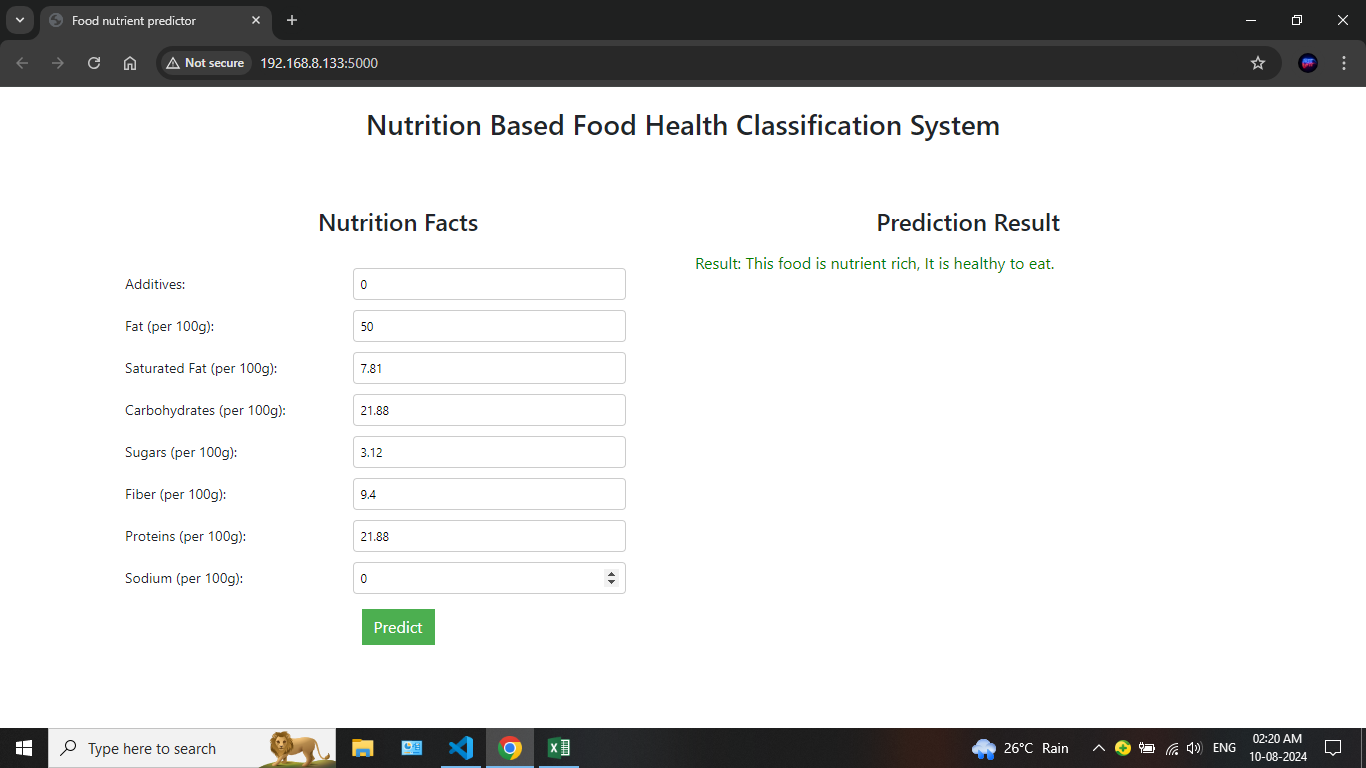 Food nutrient predictor
Not secure
192.168.8.133:5000
Nutrition Based Food Health Classification System
Nutrition Facts
Additives:
0
Fat (per 100g):
50
Saturated Fat (per 100g):
7.81
Carbohydrates (per 100g):
21.88
Sugars (per 100g):
3.12
Fiber (per 100g):
9.4
Proteins (per 100g):
21.88
Sodium (per 100g):
0
Predict
Prediction Result
Result: This food is nutrient rich, It is healthy to eat.
Type here to search
26°C Rain
ENG
02:20 AM
10-08-2024